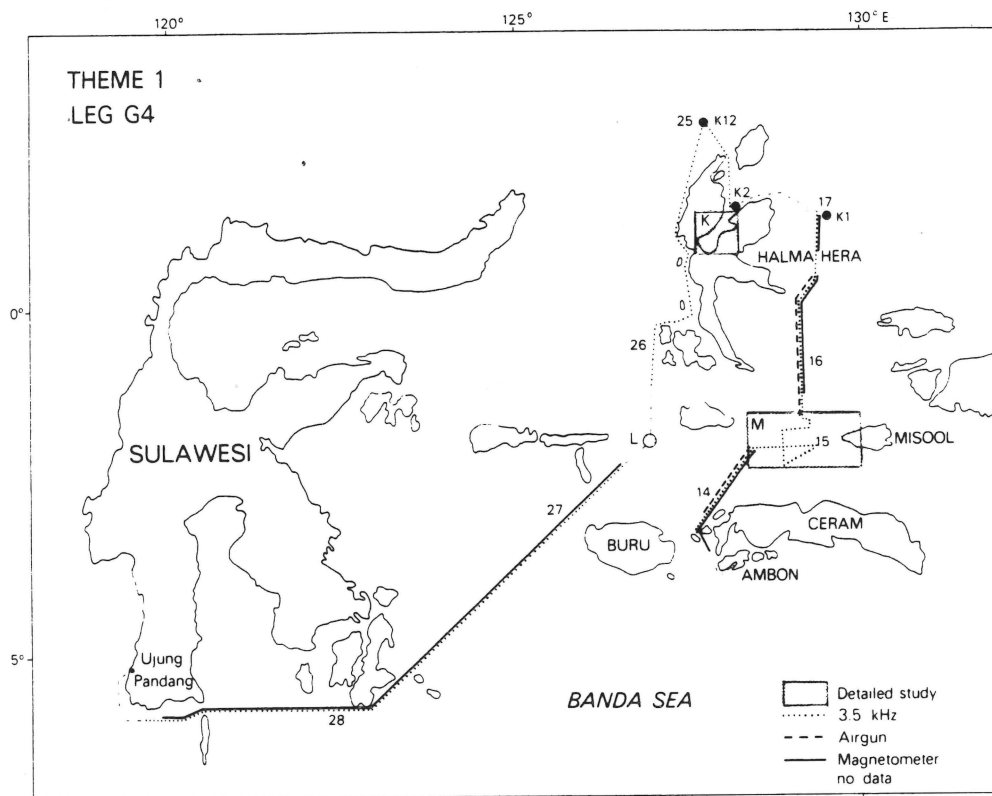 120°
125°
130° E
THEME 1
LEG G4
25
K12
K2
17
K1
K
HALMAHERA
0°
26
16
M
15
MISOOL
L
SULAWESI
27
14
CERAM
BURU
AMBON
5°
Ujung
Pandang
28
BANDA SEA
Detailed study
3.5 kHz
Airgun
Magnetometer
no data